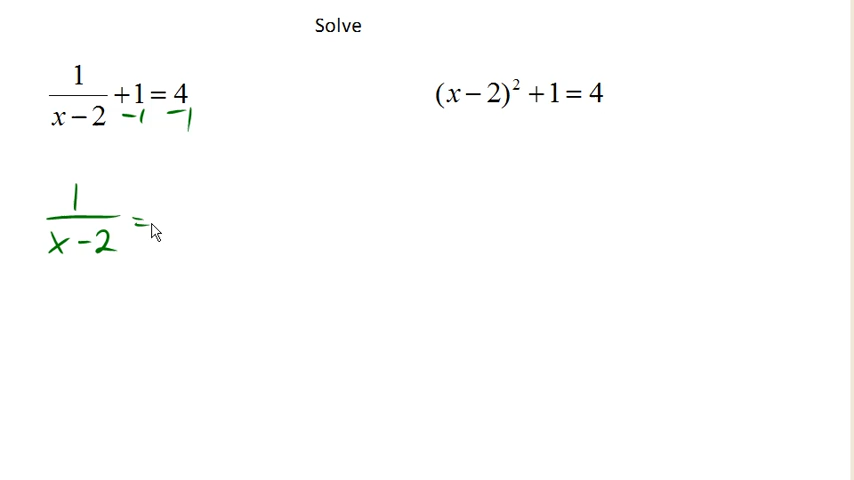 Solve
1/(x−2) +1 = 4
(x−2)² +1 = 4
−1 −1
1/(x−2) =